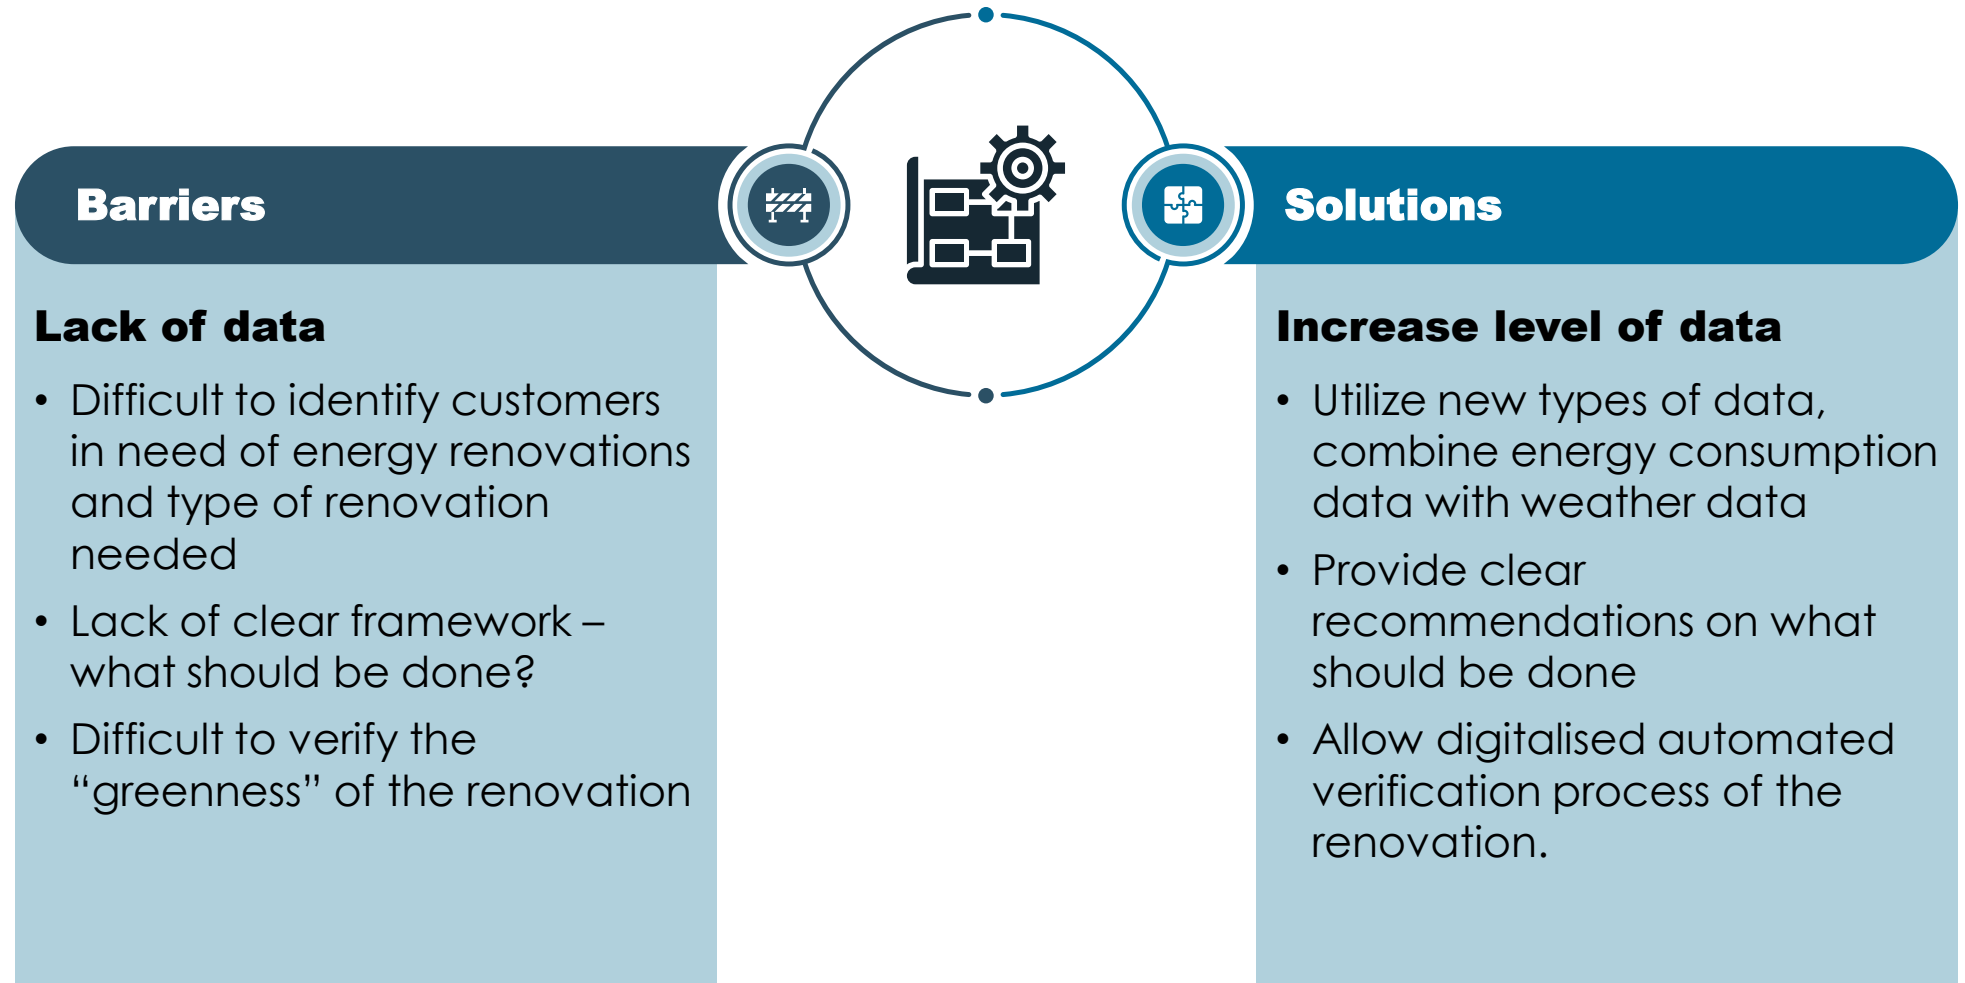 Barriers
Lack of data
• Difficult to identify customers
in need of energy renovations
and type of renovation
needed
• Lack of clear framework –
what should be done?
• Difficult to verify the
“greenness” of the renovation
Solutions
Increase level of data
• Utilize new types of data,
combine energy consumption
data with weather data
• Provide clear
recommendations on what
should be done
• Allow digitalised automated
verification process of the
renovation.